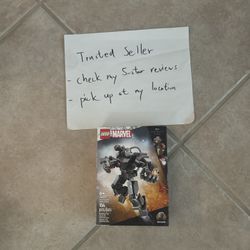 Trusted Seller
- check my 5-star reviews
- pick up at my location
LEGO MARVEL